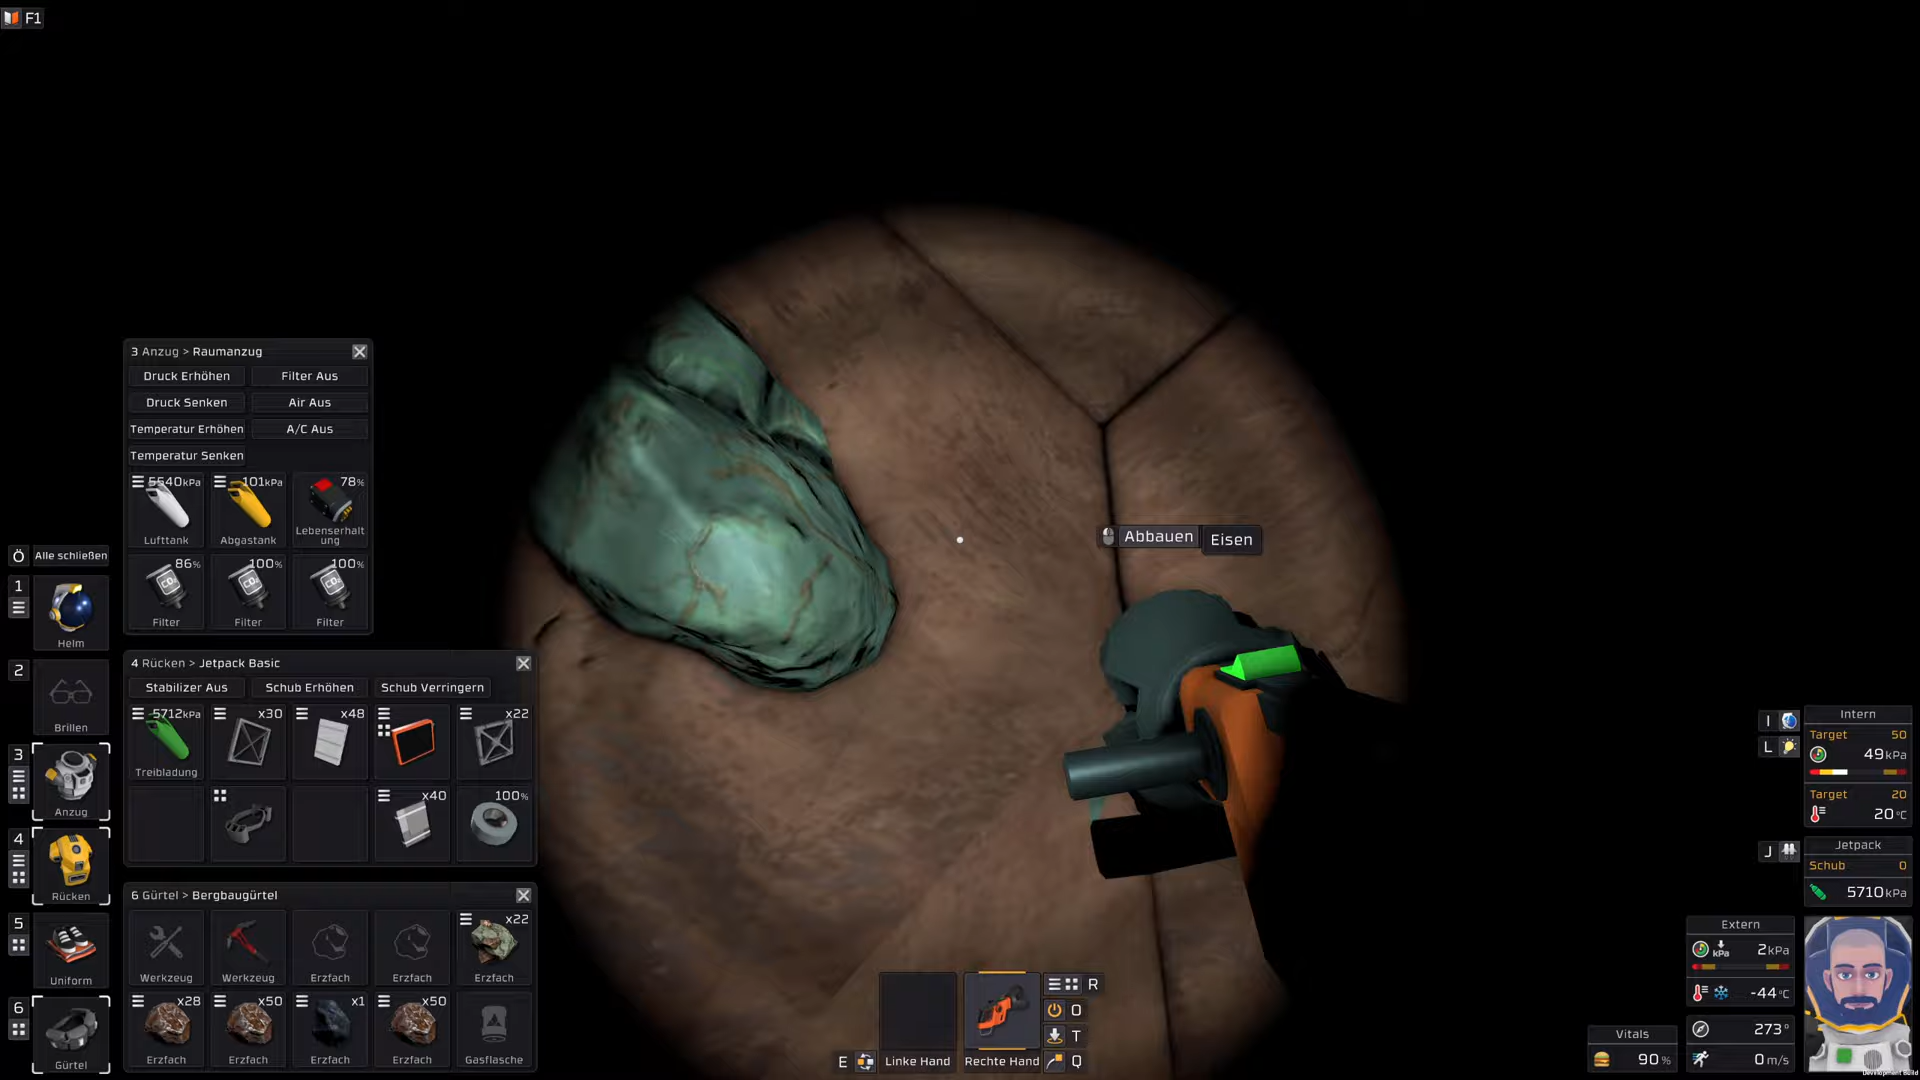 F1
3 Anzug > Raumanzug
Druck Erhöhen Filter Aus
Druck Senken Air Aus
Temperatur Erhöhen A/C Aus
Temperatur Senken
5540kPa 101kPa 78%
Lufttank Abgastank Lebenserhalt
ung
86% 100% 100%
Filter Filter Filter
Ö Alle schließen
1
Helm
2
Brillen
3
Anzug
4
Rücken
5
Uniform
6
Gürtel
4 Rücken > Jetpack Basic
Stabilizer Aus Schub Erhöhen Schub Verringern
5712kPa x30 x48 x22
Treibladung
x40 100%
6 Gürtel > Bergbaugürtel
x22
Werkzeug Werkzeug Erzfach Erzfach Erzfach
x28 x50 x1 x50
Erzfach Erzfach Erzfach Erzfach Gasflasche
Abbauen Eisen
R
O
T
E Linke Hand Rechte Hand Q
Intern
I Target 50
L 49kPa
Target 20
20°C
Jetpack
J Schub 0
5710kPa
Extern
kPa 2kPa
-44°C
273°
0m/s
Vitals
90%
Development Build